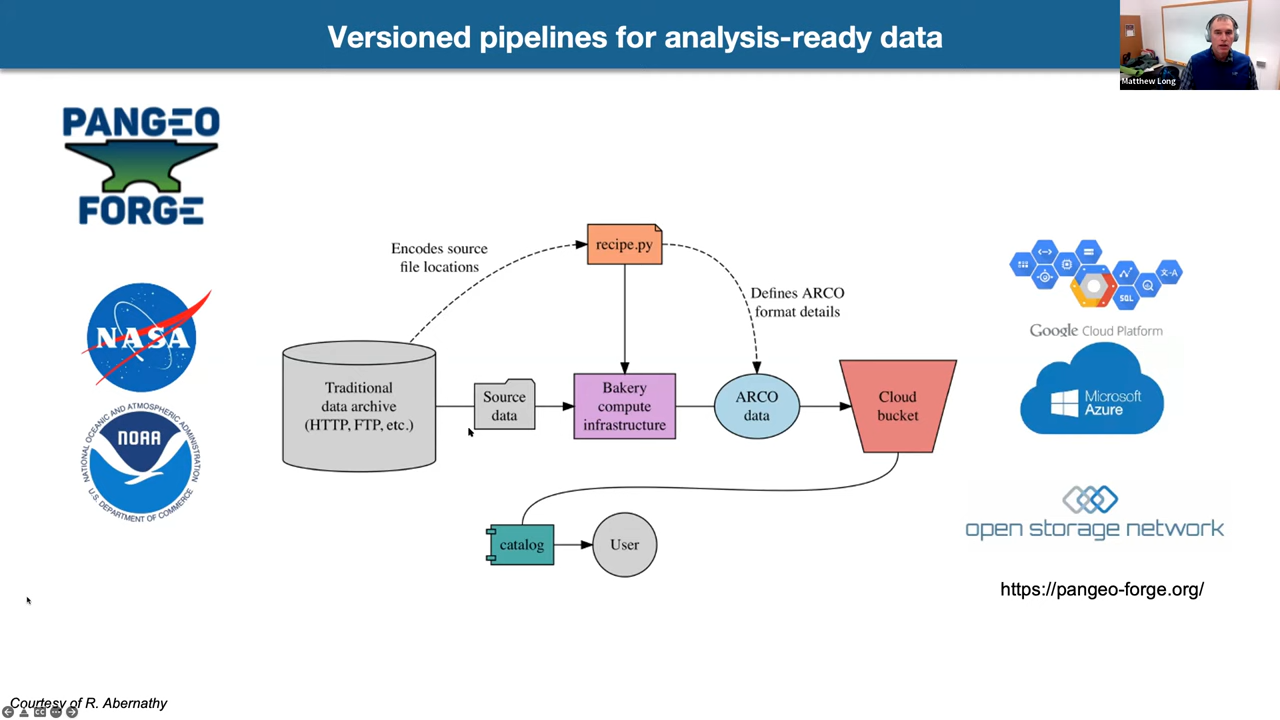 Versioned pipelines for analysis-ready data
Matthew Long
PANGEO
FORGE
NASA
NATIONAL OCEANIC AND ATMOSPHERIC ADMINISTRATION
NOAA
U.S. DEPARTMENT OF COMMERCE
Encodes source
file locations
recipe.py
Defines ARCO
format details
Traditional
data archive
(HTTP, FTP, etc.)
Source
data
Bakery
compute
infrastructure
ARCO
data
Cloud
bucket
catalog
User
SQL
Google Cloud Platform
Microsoft
Azure
open storage network
https://pangeo-forge.org/
Courtesy of R. Abernathy